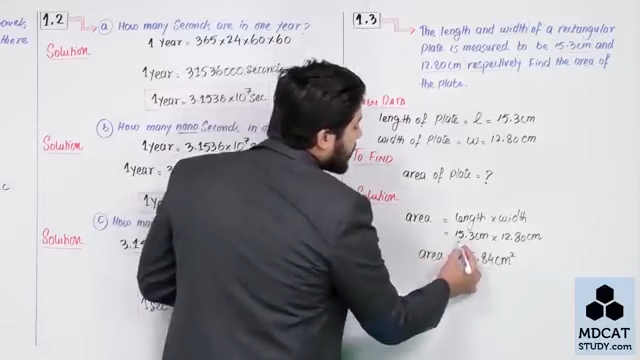 there
1.2
a) How many Seconds are in one year?
Solution
1 Year = 365 × 24 × 60 × 60
1 Year = 31536000 Seconds
1 Year = 3.1536 × 10⁷ sec
b) How many nano Seconds in
Solution
1 Year = 3.1536 × 10⁷
1 Year =
c) How
Solution
1.3
The length and width of a rectangular
plate is measured to be 15.3cm and
12.80 cm respectively Find the area of
the plate.
DATA
length of plate = l = 15.3cm
width of Plate = w = 12.80 cm
To FIND
area of plate = ?
Solution
area = length × width
= 15.3cm × 12.80cm
area .84 cm²
MDCAT
STUDY.com